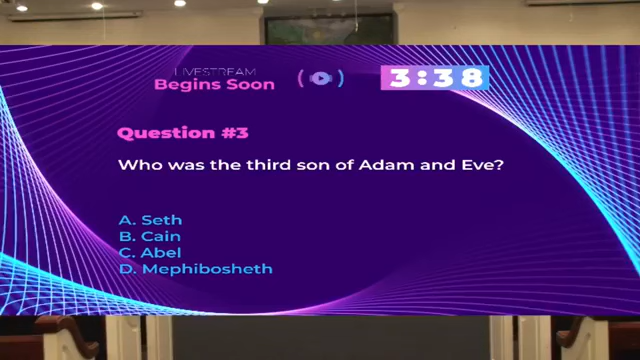 LIVESTREAM
Begins Soon
3:38
Question #3
Who was the third son of Adam and Eve?
A. Seth
B. Cain
C. Abel
D. Mephibosheth